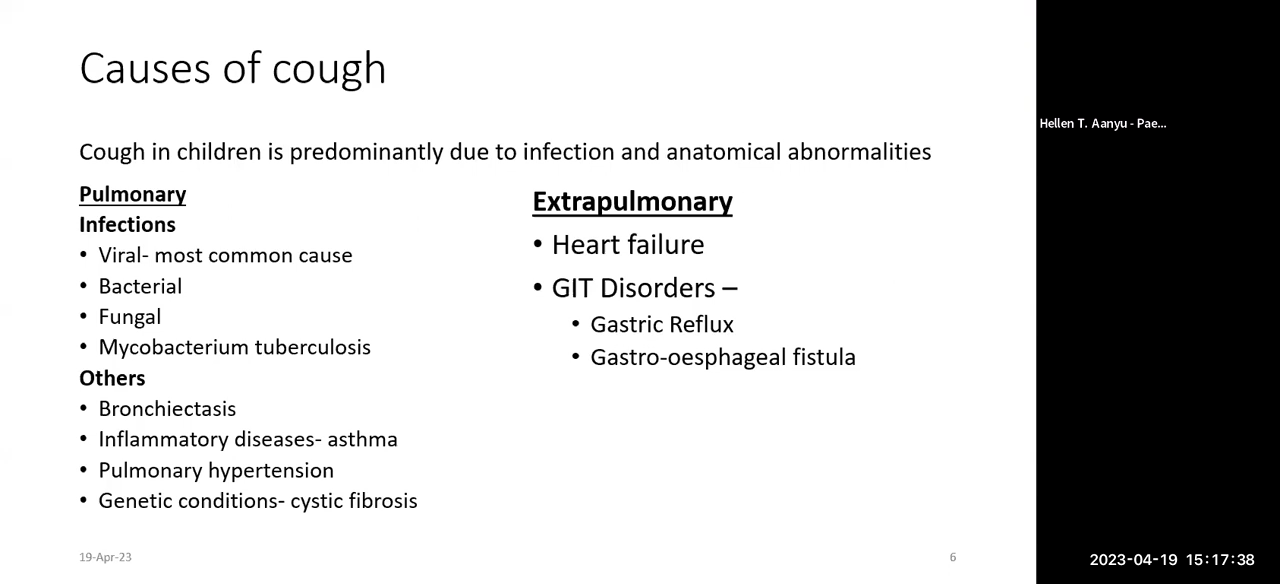 Causes of cough
Cough in children is predominantly due to infection and anatomical abnormalities
Pulmonary
Infections
• Viral- most common cause
• Bacterial
• Fungal
• Mycobacterium tuberculosis
Others
• Bronchiectasis
• Inflammatory diseases- asthma
• Pulmonary hypertension
• Genetic conditions- cystic fibrosis
Extrapulmonary
• Heart failure
• GIT Disorders –
• Gastric Reflux
• Gastro-oesphageal fistula
19-Apr-23
6
Hellen T. Aanyu - Pae...
2023-04-19 15:17:38